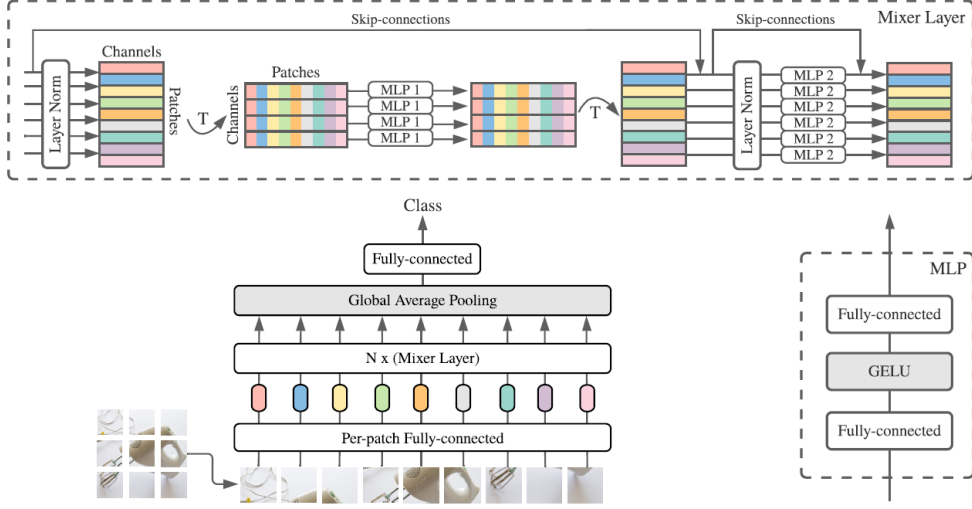 Skip-connections
Skip-connections
Mixer Layer
Channels
Layer Norm
Patches
T
Patches
Channels
MLP 1
MLP 1
MLP 1
MLP 1
T
Layer Norm
MLP 2
MLP 2
MLP 2
MLP 2
MLP 2
MLP 2
Class
Fully-connected
Global Average Pooling
N x (Mixer Layer)
Per-patch Fully-connected
MLP
Fully-connected
GELU
Fully-connected